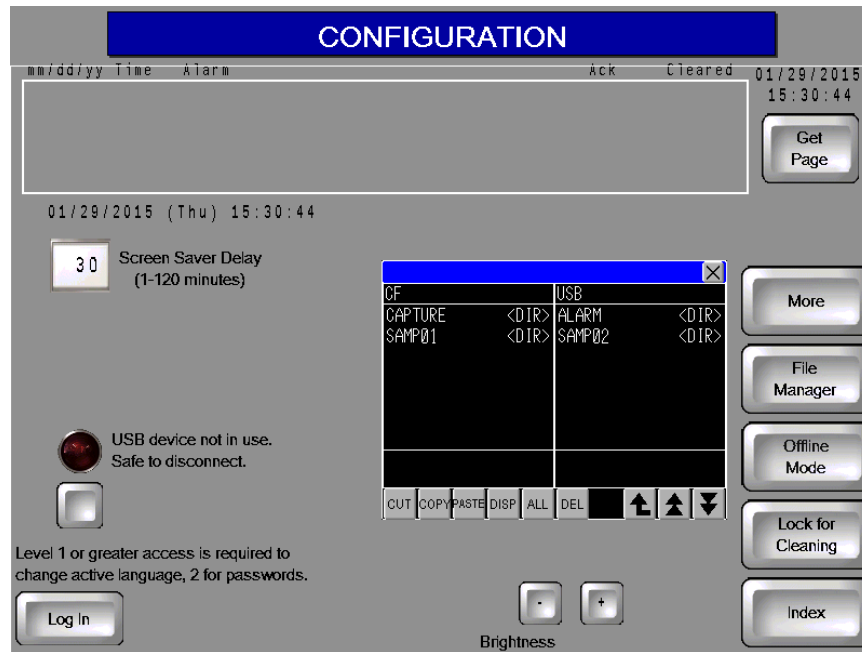 CONFIGURATION
mm/dd/yy Time Alarm Ack Cleared
01/29/2015
15:30:44
Get
Page
01/29/2015 (Thu) 15:30:44
30
Screen Saver Delay
(1-120 minutes)
CF USB
CAPTURE <DIR> ALARM <DIR>
SAMP01 <DIR> SAMP02 <DIR>
More
File
Manager
USB device not in use.
Safe to disconnect.
Offline
Mode
CUT COPY PASTE DISP ALL DEL
Lock for
Cleaning
Level 1 or greater access is required to
change active language, 2 for passwords.
Log In
- +
Brightness
Index